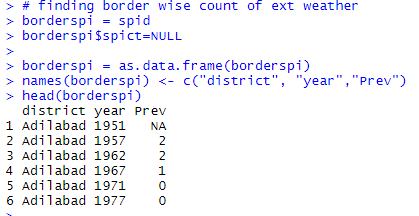 > # finding border wise count of ext weather
> borderspi = spid
> borderspi$spict=NULL
>
> borderspi = as.data.frame(borderspi)
> names(borderspi) <- c("district", "year","Prev")
> head(borderspi)
  district year Prev
1 Adilabad 1951   NA
2 Adilabad 1957    2
3 Adilabad 1962    2
4 Adilabad 1967    1
5 Adilabad 1971    0
6 Adilabad 1977    0
>